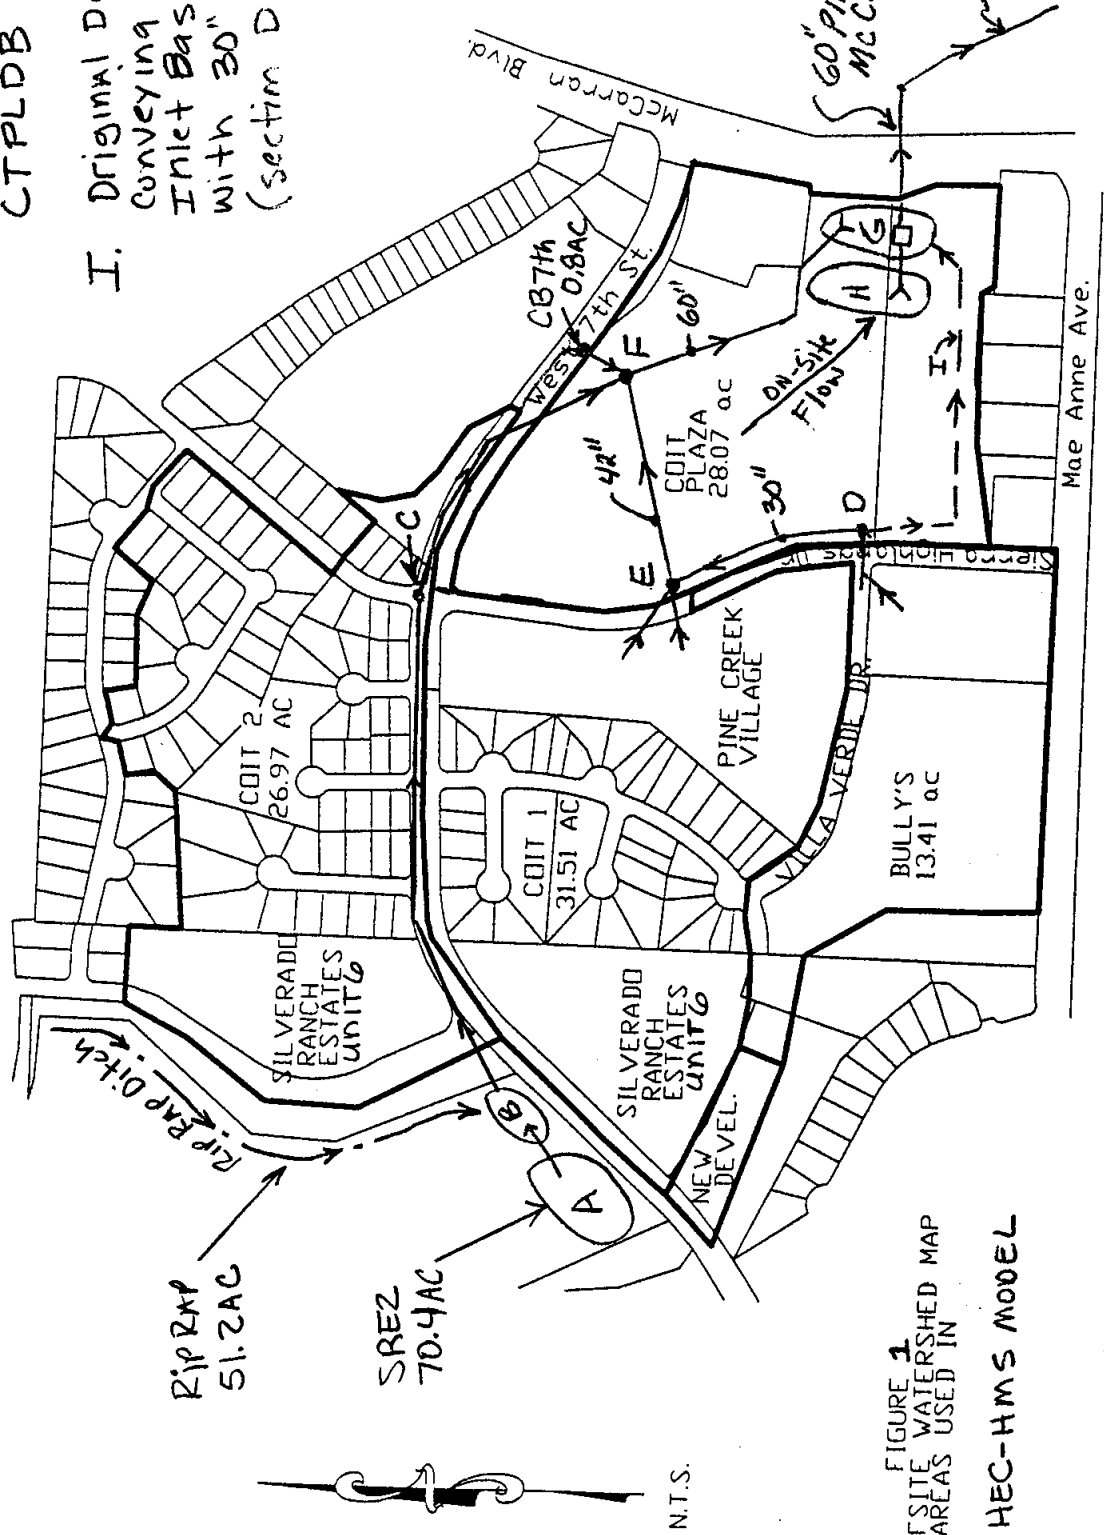 CTPLDB
I. Original D
Conveying
Inlet Bas
With 30"
(Section D
McCarran Blvd.
60" PI
McC
CB7th
0.8AC
West 7th St.
C
F
60"
42"
E
30"
D
COIT
PLAZA
28.07 ac
ON-Site
Flow
G
H
I
Mae Anne Ave.
Sierra Highlands Dr.
COIT 2
26.97 AC
COIT 1
31.51 AC
PINE CREEK
VILLAGE
VILLA VERDE DR.
BULLY'S
13.41 ac
SILVERADO
RANCH
ESTATES
UNIT 6
SILVERADO
RANCH
ESTATES
UNIT 6
NEW
DEVEL.
Rip RAP Ditch
B
A
Rip RAP
51.2AC
SRE2
70.4AC
N.T.S.
FIGURE 1
FSITE WATERSHED MAP
AREAS USED IN
HEC-HMS MODEL